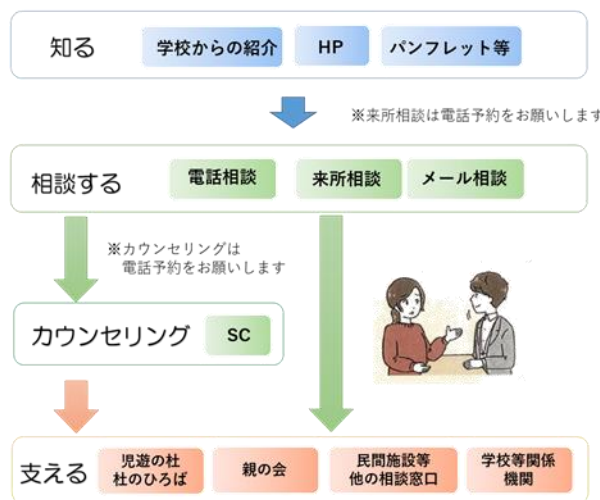 知る
学校からの紹介
HP
パンフレット等
※来所相談は電話予約をお願いします
相談する
電話相談
来所相談
メール相談
※カウンセリングは
電話予約をお願いします
カウンセリング
SC
支える
児遊の杜
杜のひろば
親の会
民間施設等
他の相談窓口
学校等関係
機関